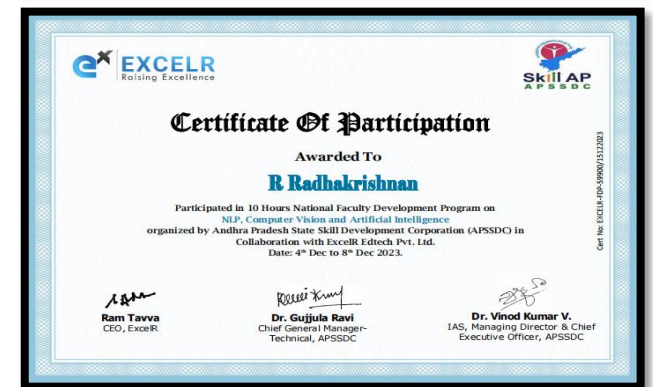 ex EXCELR
Raising Excellence
Skill AP
APSSDC
Certificate Of Participation
Awarded To
R Radhakrishnan
Participated in 10 Hours National Faculty Development Program on
NLP, Computer Vision and Artificial Intelligence
organized by Andhra Pradesh State Skill Development Corporation (APSSDC) in
Collaboration with ExcelR Edtech Pvt. Ltd.
Date: 4th Dec to 8th Dec 2023.
Cert No: EXCELR-FDP-59900/15122023
Ram Tavva
CEO, ExcelR
Dr. Gujjula Ravi
Chief General Manager-
Technical, APSSDC
Dr. Vinod Kumar V.
IAS, Managing Director & Chief
Executive Officer, APSSDC